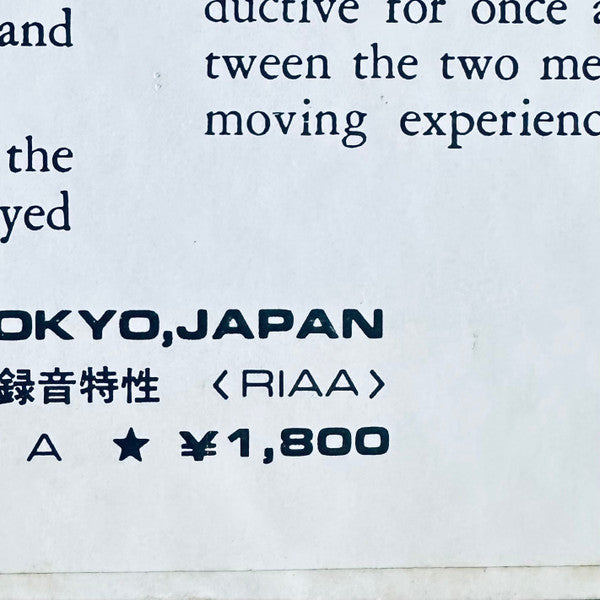 and
the
yed
ductive for once
tween the two me
moving experienc
OKYO,JAPAN
録音特性 〈RIAA〉
A ★ ¥1,800